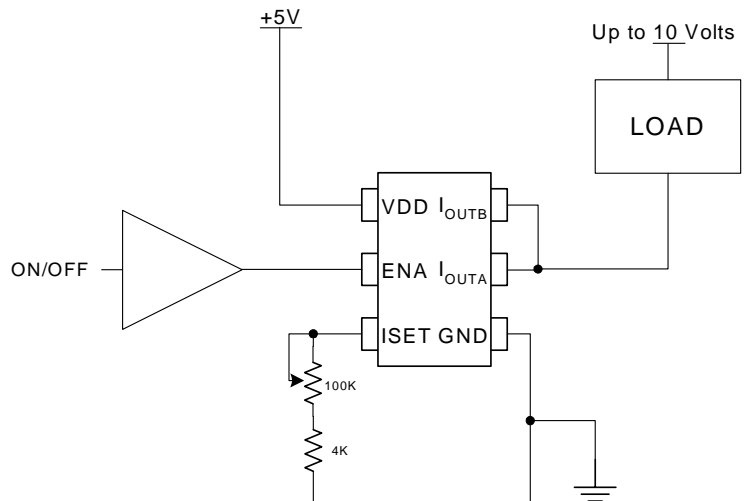 +5V
Up to 10 Volts
LOAD
VDD IOUTB
ON/OFF
ENA IOUTA
ISET GND
100K
4K